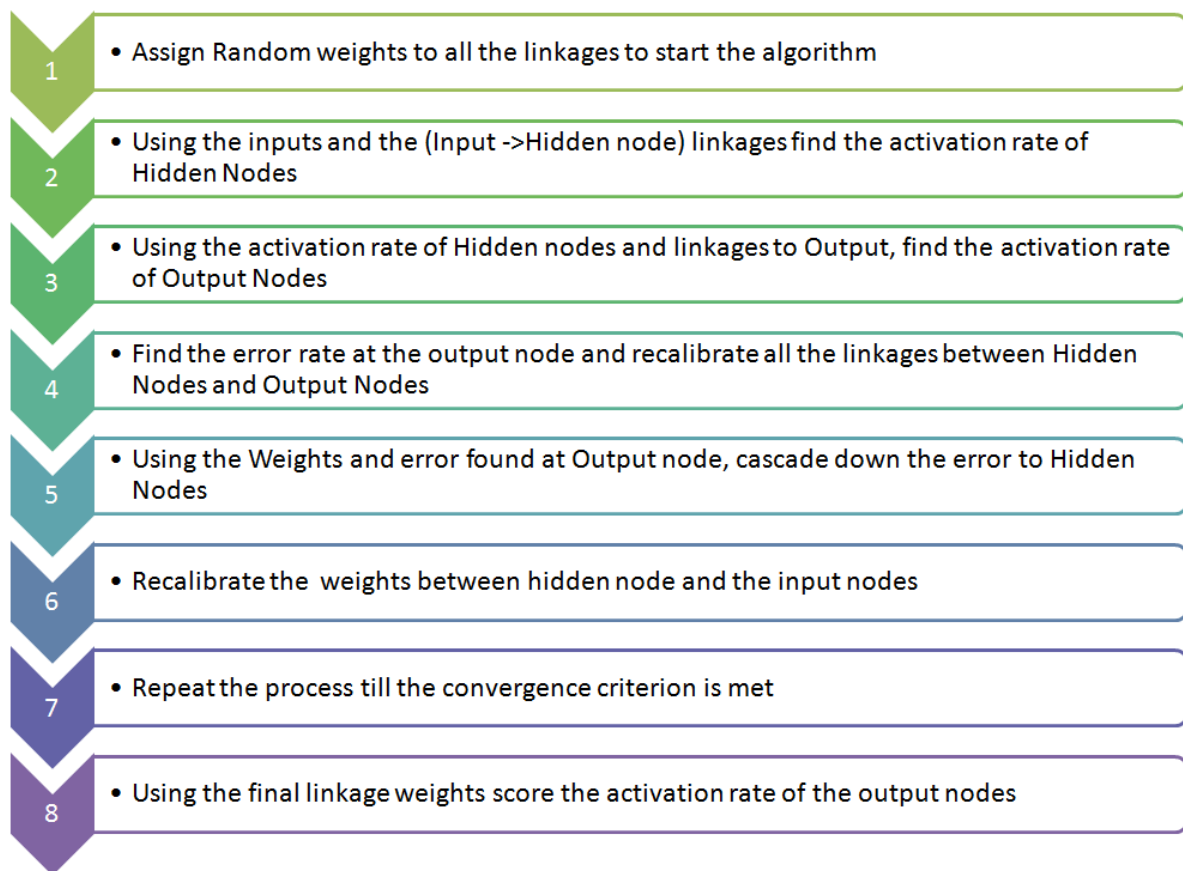 1
• Assign Random weights to all the linkages to start the algorithm
2
• Using the inputs and the (Input ->Hidden node) linkages find the activation rate of
Hidden Nodes
3
• Using the activation rate of Hidden nodes and linkages to Output, find the activation rate
of Output Nodes
4
• Find the error rate at the output node and recalibrate all the linkages between Hidden
Nodes and Output Nodes
5
• Using the Weights and error found at Output node, cascade down the error to Hidden
Nodes
6
• Recalibrate the weights between hidden node and the input nodes
7
• Repeat the process till the convergence criterion is met
8
• Using the final linkage weights score the activation rate of the output nodes